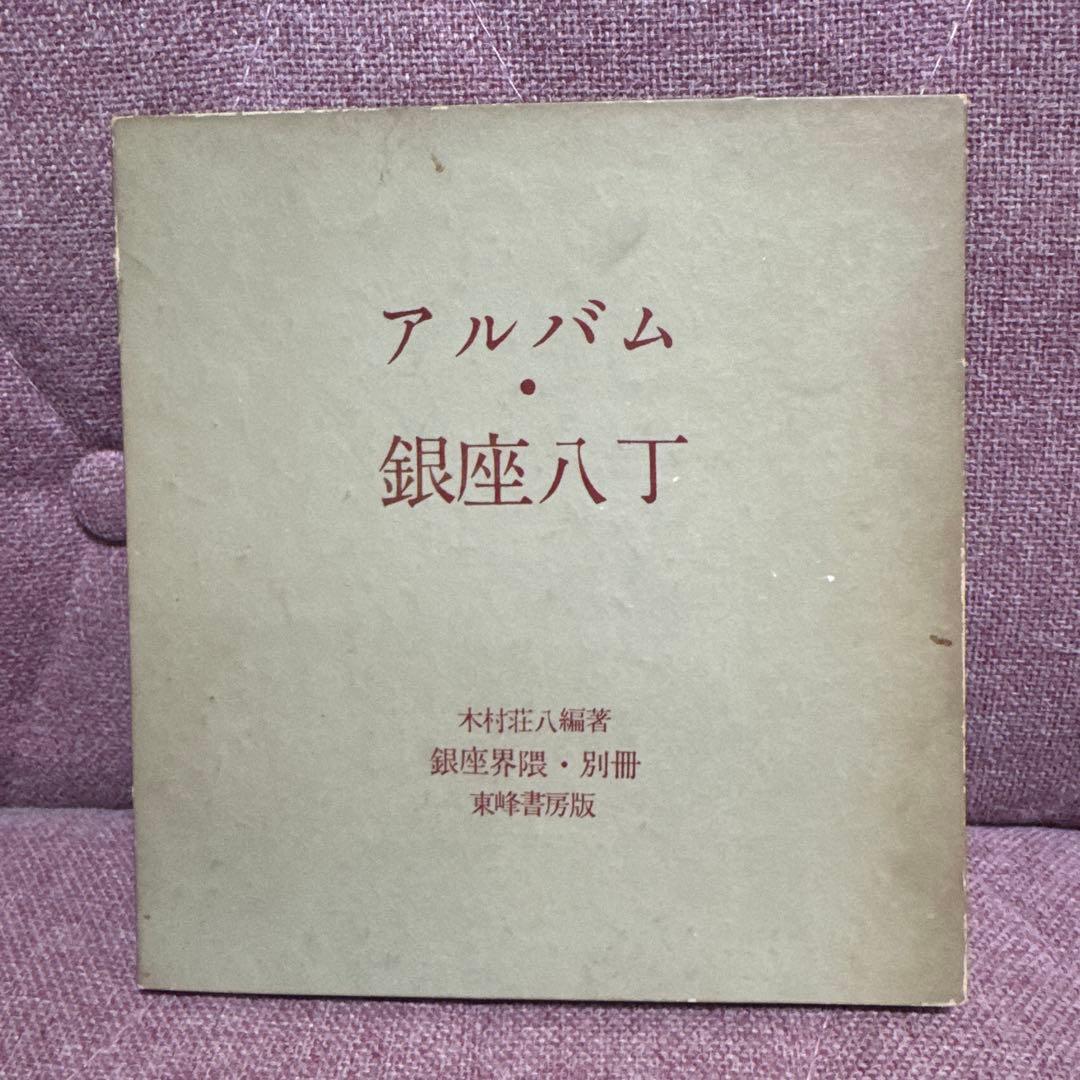 アルバム
・
銀座八丁
木村荘八編著
銀座界隈・別冊
東峰書房版